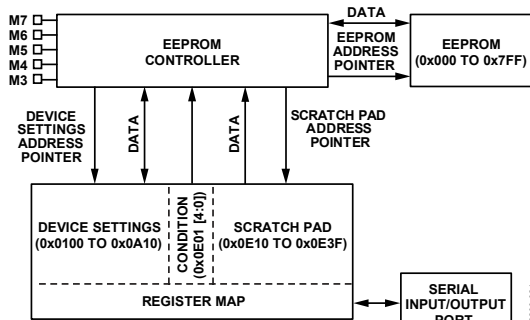 M7
M6
M5
M4
M3
EEPROM
CONTROLLER
DATA
EEPROM
ADDRESS
POINTER
EEPROM
(0x000 TO 0x7FF)
DEVICE
SETTINGS
ADDRESS
POINTER
DATA
DATA
SCRATCH PAD
ADDRESS
POINTER
DEVICE SETTINGS
(0x0100 TO 0x0A10)
CONDITION
(0x0E01 [4:0])
SCRATCH PAD
(0x0E10 TO 0x0E3F)
REGISTER MAP
SERIAL
INPUT/OUTPUT
PORT